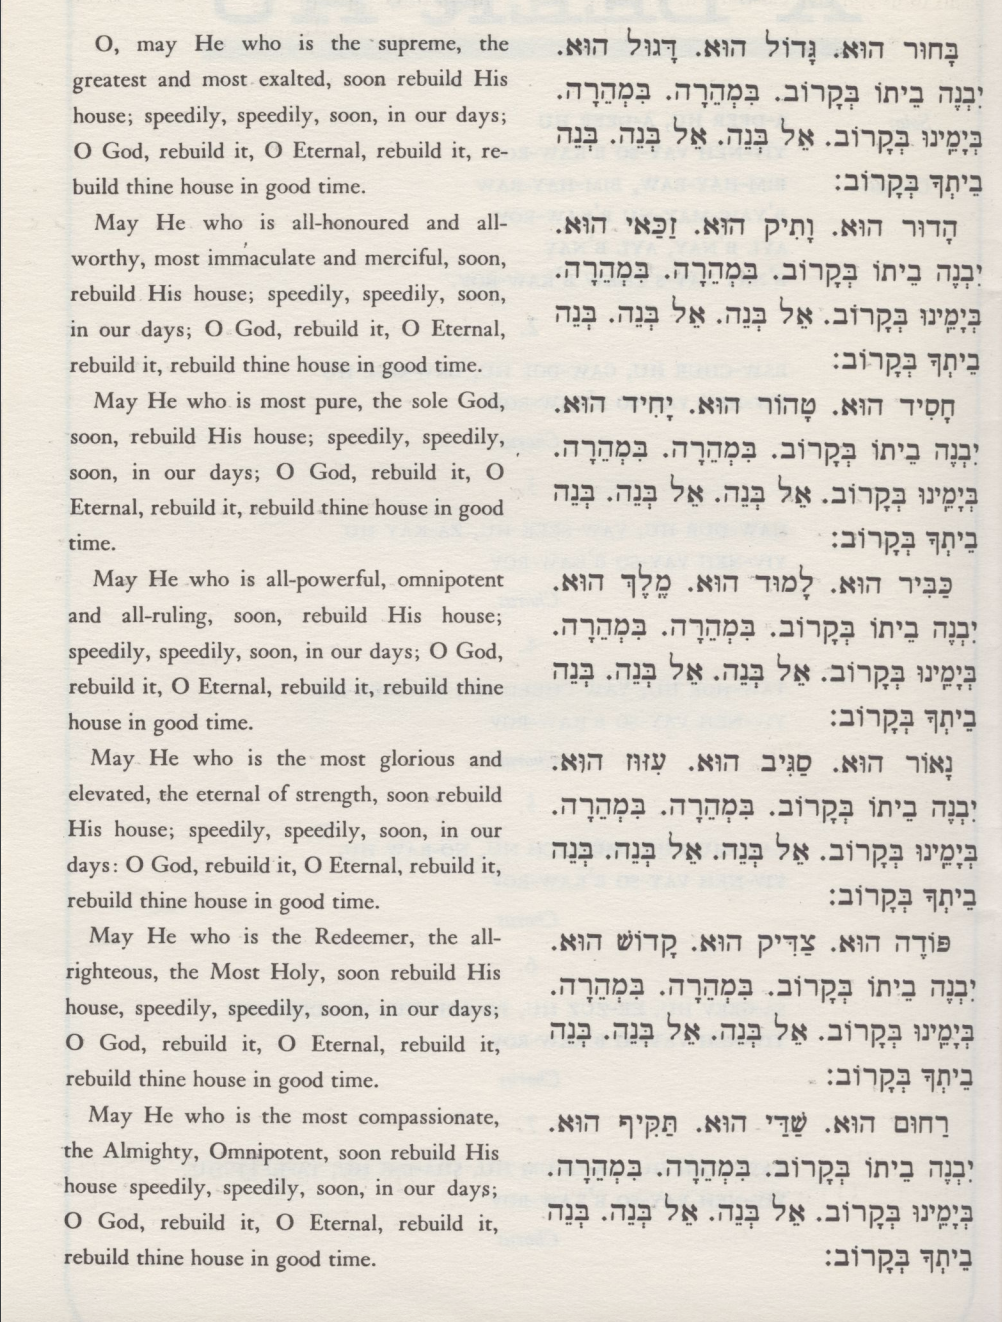 O, may He who is the supreme, the
greatest and most exalted, soon rebuild His
house; speedily, speedily, soon, in our days;
O God, rebuild it, O Eternal, rebuild it, re-
build thine house in good time.
May He who is all-honoured and all-
worthy, most immaculate and merciful, soon,
rebuild His house; speedily, speedily, soon,
in our days; O God, rebuild it, O Eternal,
rebuild it, rebuild thine house in good time.
May He who is most pure, the sole God,
soon, rebuild His house; speedily, speedily,
soon, in our days; O God, rebuild it, O
Eternal, rebuild it, rebuild thine house in good
time.
May He who is all-powerful, omnipotent
and all-ruling, soon, rebuild His house;
speedily, speedily, soon, in our days; O God,
rebuild it, O Eternal, rebuild it, rebuild thine
house in good time.
May He who is the most glorious and
elevated, the eternal of strength, soon rebuild
His house; speedily, speedily, soon, in our
days: O God, rebuild it, O Eternal, rebuild it,
rebuild thine house in good time.
May He who is the Redeemer, the all-
righteous, the Most Holy, soon rebuild His
house, speedily, speedily, soon, in our days;
O God, rebuild it, O Eternal, rebuild it,
rebuild thine house in good time.
May He who is the most compassionate,
the Almighty, Omnipotent, soon rebuild His
house speedily, speedily, soon, in our days;
O God, rebuild it, O Eternal, rebuild it,
rebuild thine house in good time.
בָּחוּר הוּא. גָּדוֹל הוּא. דָּגוּל הוּא.
יִבְנֶה בֵיתוֹ בְּקָרוֹב. בִּמְהֵרָה. בִּמְהֵרָה.
בְּיָמֵֽינוּ בְּקָרוֹב. אֵל בְּנֵה. אֵל בְּנֵה. בְּנֵה
בֵיתְךָ בְּקָרוֹב:
הָדוּר הוּא. וָתִיק הוּא. זַכַּאי הוּא.
יִבְנֶה בֵיתוֹ בְּקָרוֹב. בִּמְהֵרָה. בִּמְהֵרָה.
בְּיָמֵֽינוּ בְּקָרוֹב. אֵל בְּנֵה. אֵל בְּנֵה. בְּנֵה
בֵיתְךָ בְּקָרוֹב:
חָסִיד הוּא. טָהוֹר הוּא. יָחִיד הוּא.
יִבְנֶה בֵיתוֹ בְּקָרוֹב. בִּמְהֵרָה. בִּמְהֵרָה.
בְּיָמֵֽינוּ בְּקָרוֹב. אֵל בְּנֵה. אֵל בְּנֵה. בְּנֵה
בֵיתְךָ בְּקָרוֹב:
כַּבִּיר הוּא. לָמוּד הוּא. מֶֽלֶךְ הוּא.
יִבְנֶה בֵיתוֹ בְּקָרוֹב. בִּמְהֵרָה. בִּמְהֵרָה.
בְּיָמֵֽינוּ בְּקָרוֹב. אֵל בְּנֵה. אֵל בְּנֵה. בְּנֵה
בֵיתְךָ בְּקָרוֹב:
נָאוֹר הוּא. סַגִּיב הוּא. עִזּוּז הוּא.
יִבְנֶה בֵיתוֹ בְּקָרוֹב. בִּמְהֵרָה. בִּמְהֵרָה.
בְּיָמֵֽינוּ בְּקָרוֹב. אֵל בְּנֵה. אֵל בְּנֵה. בְּנֵה
בֵיתְךָ בְּקָרוֹב:
פּוֹדֶה הוּא. צַדִּיק הוּא. קָדוֹשׁ הוּא.
יִבְנֶה בֵיתוֹ בְּקָרוֹב. בִּמְהֵרָה. בִּמְהֵרָה.
בְּיָמֵֽינוּ בְּקָרוֹב. אֵל בְּנֵה. אֵל בְּנֵה. בְּנֵה
בֵיתְךָ בְּקָרוֹב:
רַחוּם הוּא. שַׁדַּי הוּא. תַּקִּיף הוּא.
יִבְנֶה בֵיתוֹ בְּקָרוֹב. בִּמְהֵרָה. בִּמְהֵרָה.
בְּיָמֵֽינוּ בְּקָרוֹב. אֵל בְּנֵה. אֵל בְּנֵה. בְּנֵה
בֵיתְךָ בְּקָרוֹב: